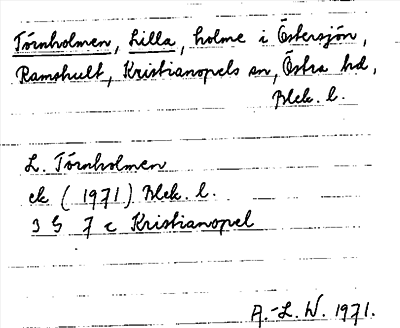 Törnholmen, Lilla, holme i Östersjön,
Ramshult, Kristianopels sn, Östra hd,
Blek. l.
L. Törnholmen
ek (1971) Blek. l.
3 G 7 c Kristianopel
A.-L. W. 1971.